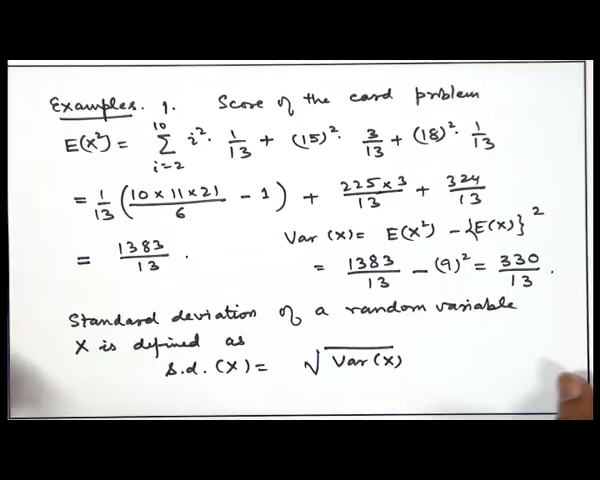 Examples. 1. Score of the card problem
E(X²) = Σ_{i=2}^{10} i² · 1/13 + (15)² · 3/13 + (18)² · 1/13
= 1/13 (10 × 11 × 21 / 6 − 1) + 225 × 3 / 13 + 324 / 13
= 1383 / 13 .
Var (X) = E(X²) − {E(X)}²
= 1383 / 13 − (9)² = 330 / 13 .
Standard deviation of a random variable
X is defined as
s.d. (X) = √Var (X)